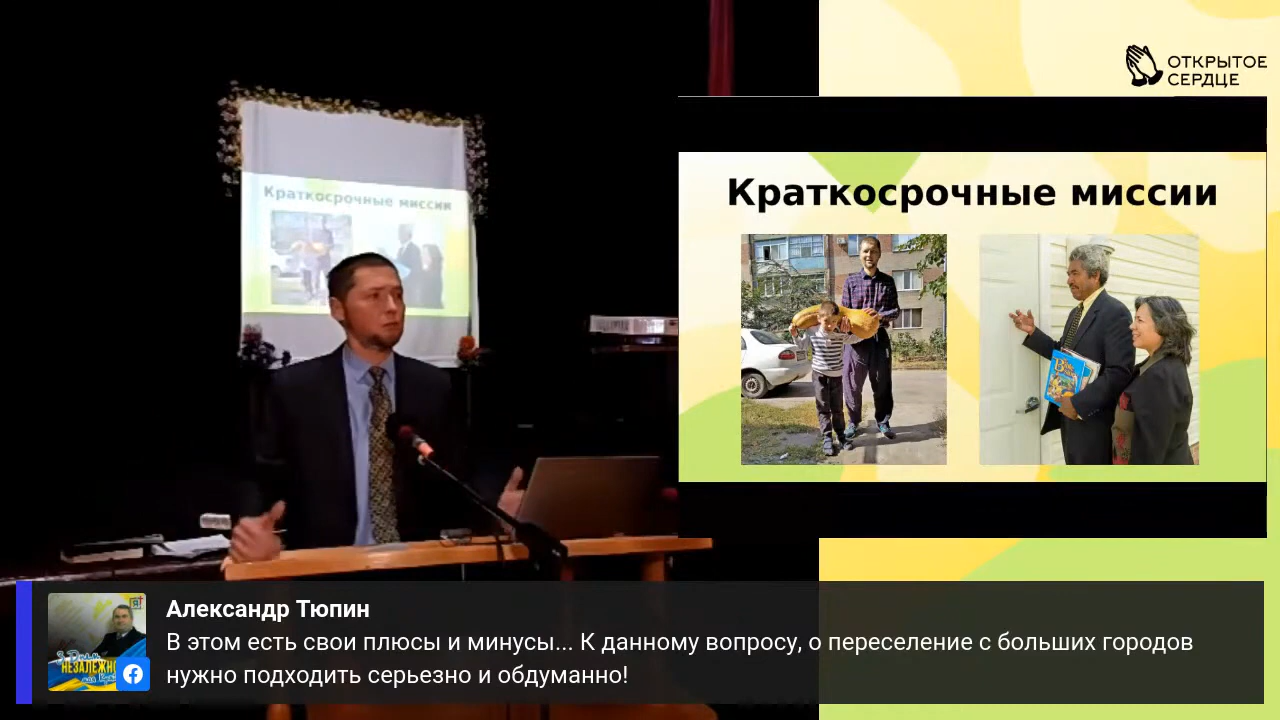 ОТКРЫТОЕ
СЕРДЦЕ
Краткосрочные миссии
Краткосрочные миссии
Александр Тюпин
В этом есть свои плюсы и минусы... К данному вопросу, о переселение с больших городов
нужно подходить серьезно и обдуманно!